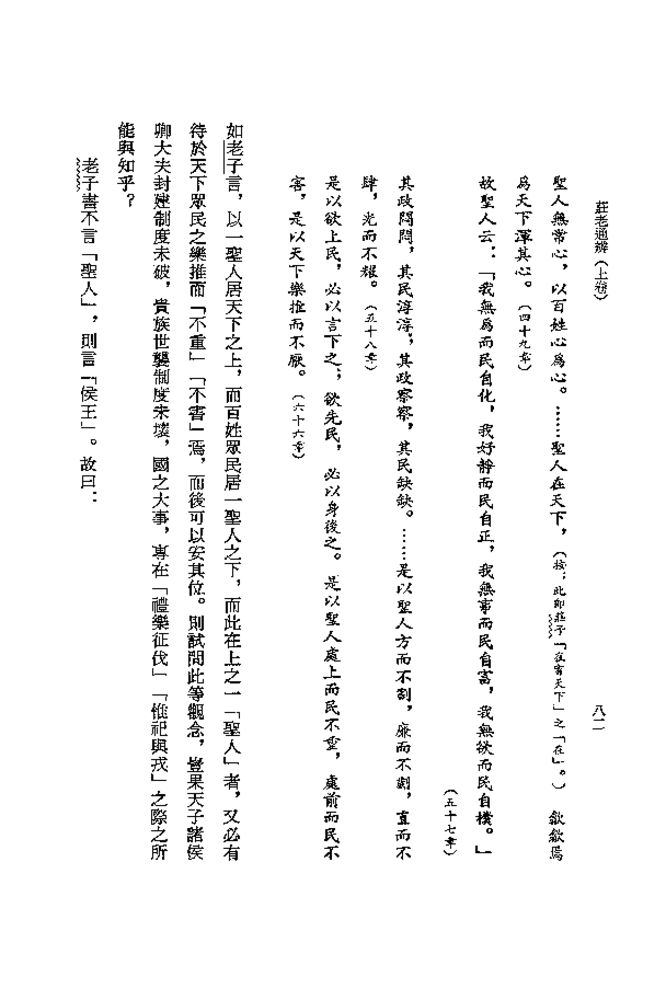 莊老通辨（上卷）
八二
聖人無常心，以百姓心為心。……聖人在天下，（按：此即莊子「在宥天下」之「在」。）　歙歙焉
為天下渾其心。（四十九章）
故聖人云：「我無為而民自化，我好靜而民自正，我無事而民自富，我無欲而民自樸。」
（五十七章）
其政悶悶，其民淳淳；其政察察，其民缺缺。……是以聖人方而不割，廉而不劌，直而不
肆，光而不耀。（五十八章）
是以欲上民，必以言下之；欲先民，必以身後之。是以聖人處上而民不重，處前而民不
害，是以天下樂推而不厭。（六十六章）
如老子言，以一聖人居天下之上，而百姓眾民居一聖人之下，而此在上之一「聖人」者，又必有
待於天下眾民之樂推而「不重」「不害」焉，而後可以安其位。則試問此等觀念，豈果天子諸侯
卿大夫封建制度未破，貴族世襲制度未壞，國之大事，專在「禮樂征伐」「惟祀與戎」之際之所
能與知乎？
老子書不言「聖人」，則言「侯王」。故曰：